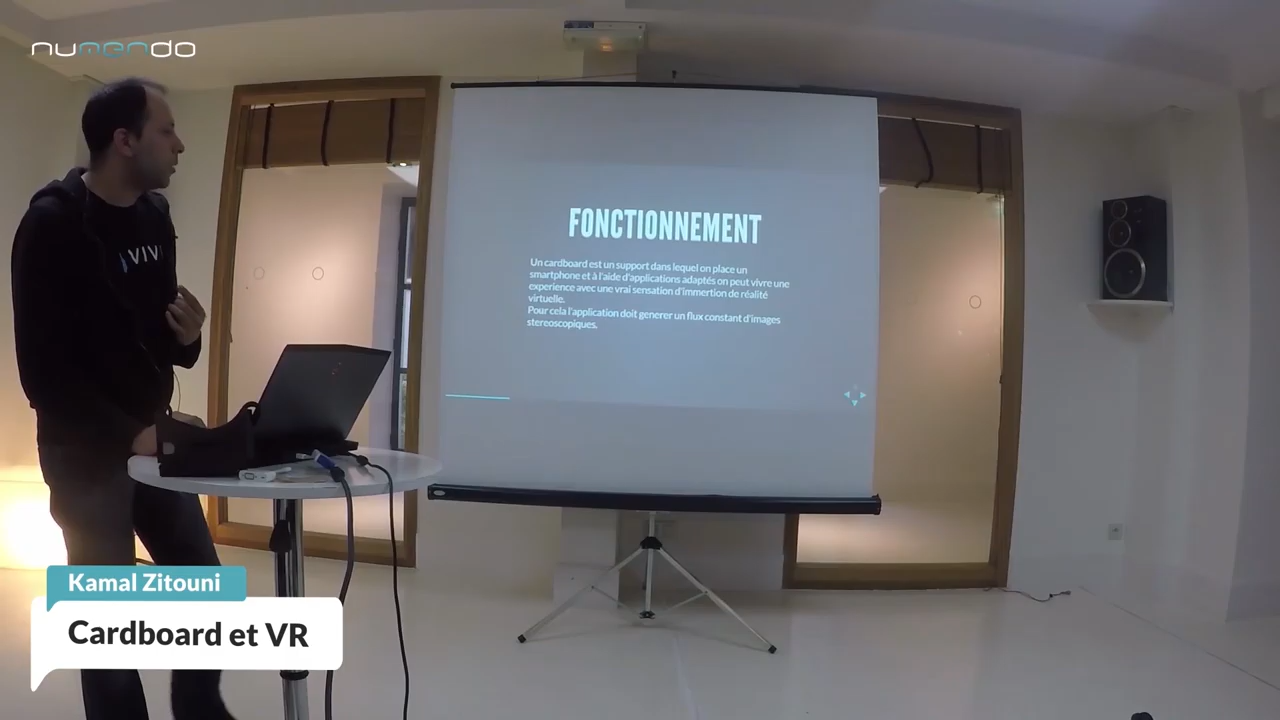 numendo
VIV
FONCTIONNEMENT
Un cardboard est un support dans lequel on place un
smartphone et à l'aide d'applications adaptés on peut vivre une
experience avec une vrai sensation d'immertion de réalité
virtuelle.
Pour cela l'application doit generer un flux constant d'images
stereoscopiques.
Kamal Zitouni
Cardboard et VR